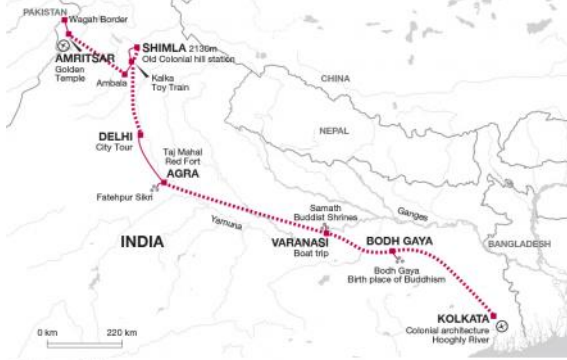 PAKISTAN
Wagah Border
AMRITSAR
Golden
Temple
SHIMLA 2130m
Old Colonial hill station
Ambala
Kalka
Toy Train
CHINA
DELHI
City Tour
NEPAL
Taj Mahal
Red Fort
AGRA
Fatehpur Sikri
Yamuna
Sarnath
Buddist Shrines
Ganges
INDIA
VARANASI
Boat trip
BODH GAYA
Bodh Gaya
Birth place of Buddhism
BANGLADESH
KOLKATA
Colonial architecture
Hooghly River
0 km 220 km